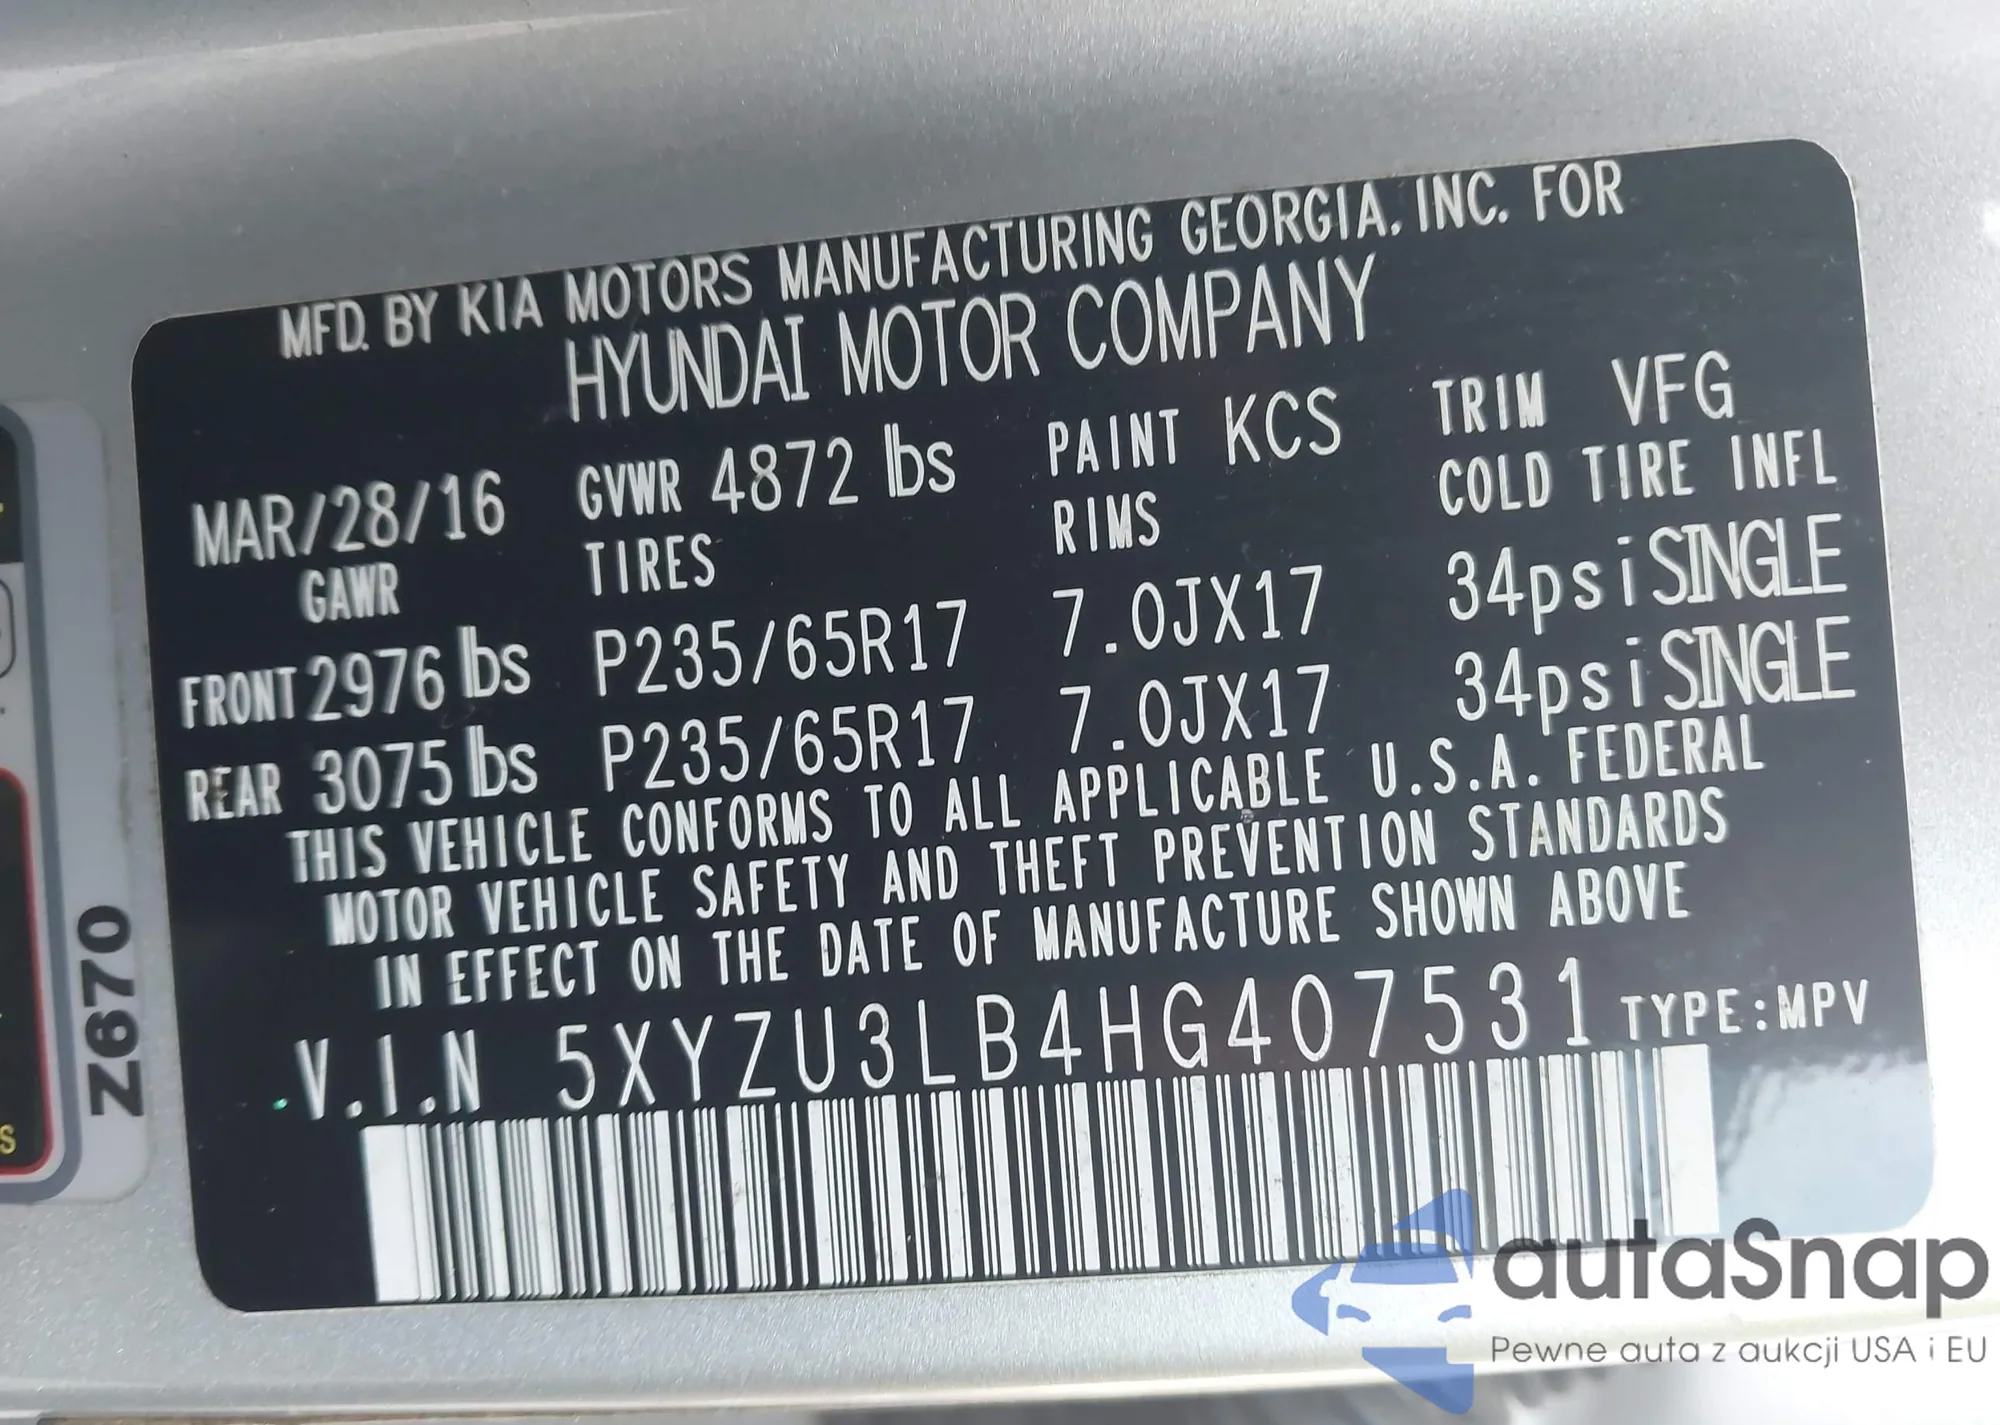 MFD. BY KIA MOTORS MANUFACTURING GEORGIA, INC. FOR
HYUNDAI MOTOR COMPANY
MAR/28/16 GVWR 4872 lbs PAINT KCS TRIM VFG
GAWR TIRES RIMS COLD TIRE INFL
FRONT 2976 lbs P235/65R17 7.0JX17 34psi SINGLE
REAR 3075 lbs P235/65R17 7.0JX17 34psi SINGLE
THIS VEHICLE CONFORMS TO ALL APPLICABLE U.S.A. FEDERAL
MOTOR VEHICLE SAFETY AND THEFT PREVENTION STANDARDS
IN EFFECT ON THE DATE OF MANUFACTURE SHOWN ABOVE
V.I.N 5XYZU3LB4HG407531 TYPE:MPV
Z670
S
autaSnap
Pewne auta z aukcji USA i EU